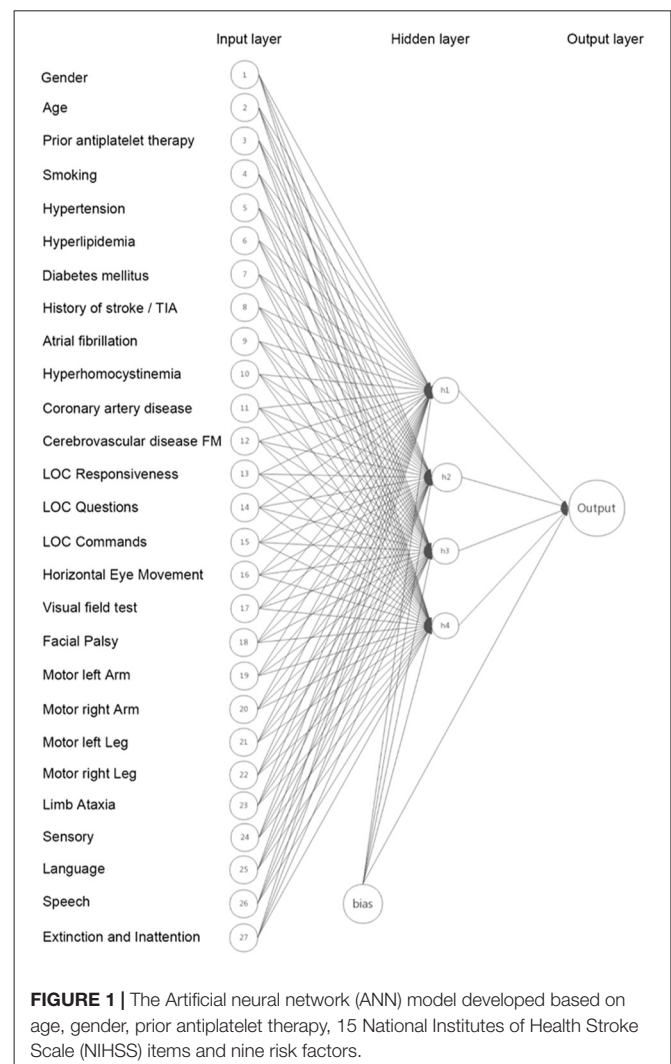 Input layer Hidden layer Output layer
Gender 1
Age 2
Prior antiplatelet therapy 3
Smoking 4
Hypertension 5
Hyperlipidemia 6
Diabetes mellitus 7
History of stroke / TIA 8
Atrial fibrillation 9
Hyperhomocystinemia 10
Coronary artery disease 11
Cerebrovascular disease FM 12
LOC Responsiveness 13
LOC Questions 14
LOC Commands 15
Horizontal Eye Movement 16
Visual field test 17
Facial Palsy 18
Motor left Arm 19
Motor right Arm 20
Motor left Leg 21
Motor right Leg 22
Limb Ataxia 23
Sensory 24
Language 25
Speech 26
Extinction and Inattention 27
h1
h2
h3
h4
bias
Output
FIGURE 1 | The Artificial neural network (ANN) model developed based on
age, gender, prior antiplatelet therapy, 15 National Institutes of Health Stroke
Scale (NIHSS) items and nine risk factors.